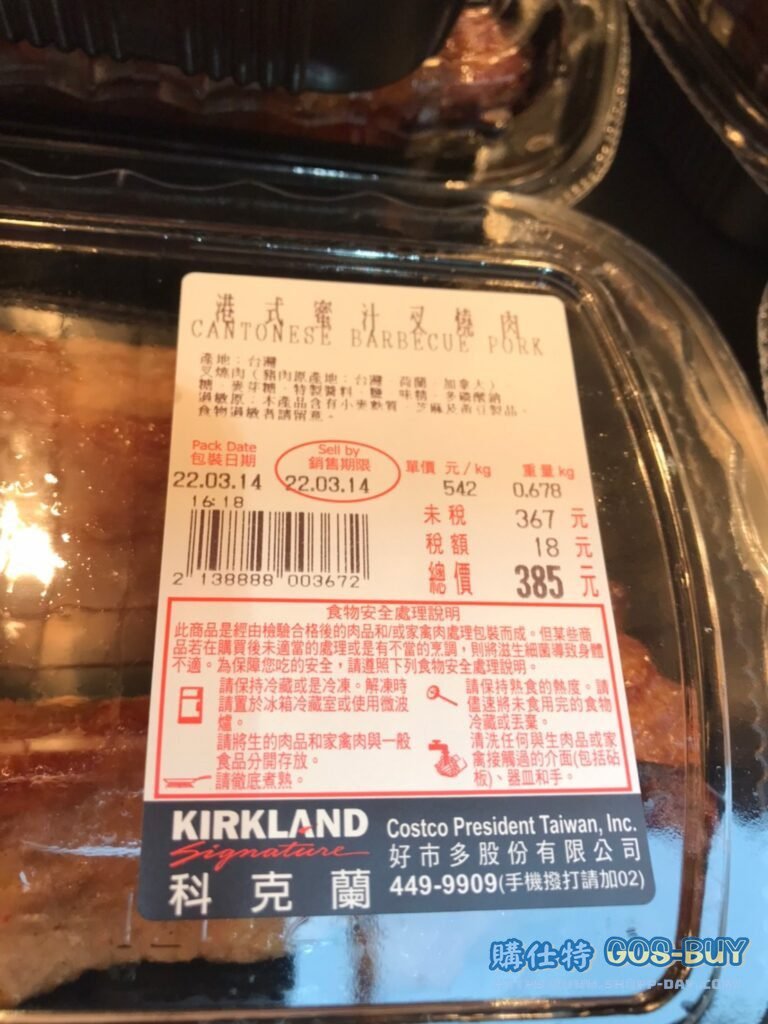 港式蜜汁叉燒肉
CANTONESE BARBECUE PORK
產地：台灣
叉燒肉（豬肉原產地：台灣 荷蘭 加拿大）、
糖、麥芽糖、特製醬料、鹽、味精、多磷酸鈉
過敏原：本產品含有小麥麩質、芝麻及黃豆製品，
食物過敏者請留意。
Pack Date Sell by
包裝日期 銷售期限 單價 元/kg 重量 kg
22.03.14 22.03.14 542 0.678
16:18
未稅 367 元
稅額 18 元
總價 385 元
2 138888 003672
食物安全處理說明
此商品是經由檢驗合格後的肉品和/或家禽肉處理包裝而成。但某些商
品若在購買後未適當的處理或是有不當的烹調，則將滋生細菌導致身體
不適。為保障您吃的安全，請遵照下列食物安全處理說明。
請保持冷藏或是冷凍。解凍時
請置於冰箱冷藏室或使用微波
爐。
請將生的肉品和家禽肉與一般
食品分開存放。
請徹底煮熟。
請保持熟食的熱度。請
儘速將未食用完的食物
冷藏或丟棄。
清洗任何與生肉品或家
禽接觸過的介面(包括砧
板)、器皿和手。
KIRKLAND
Signature
科克蘭
Costco President Taiwan, Inc.
好市多股份有限公司
449-9909(手機撥打請加02)
購仕特 GOS-BUY
HTTPS://WWW.SHOPP-DAY.COM/